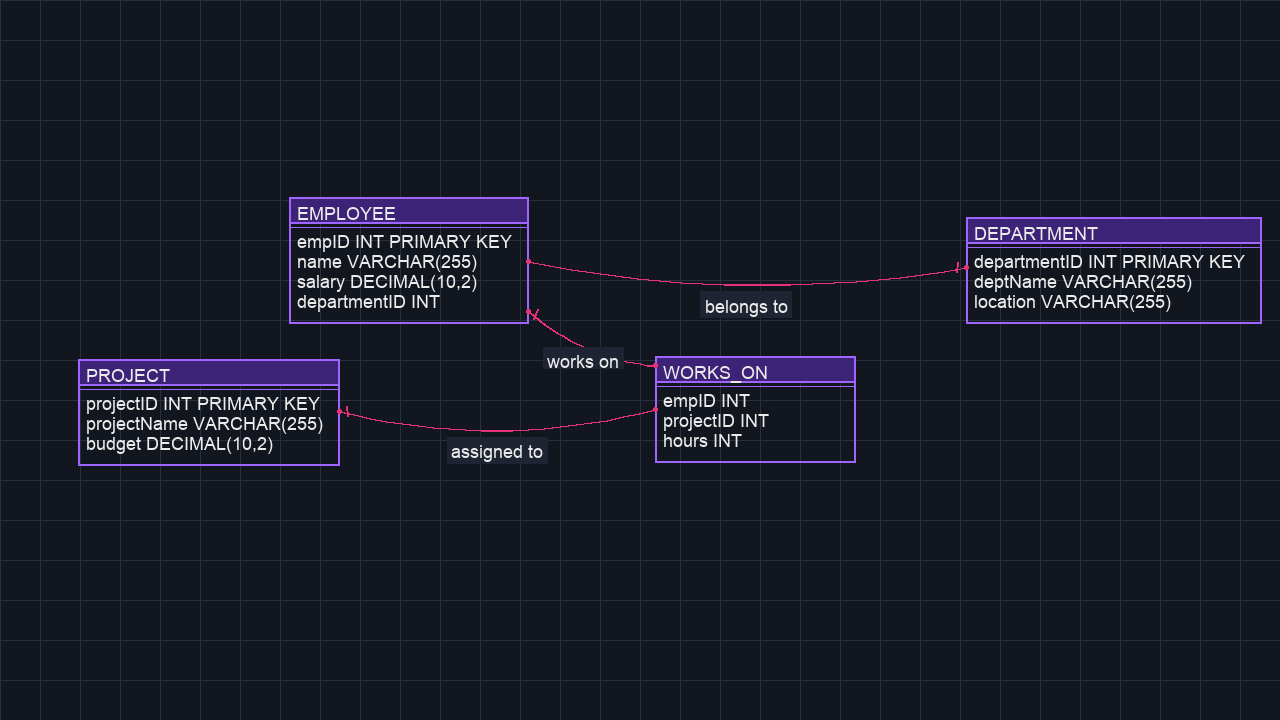 EMPLOYEE
empID INT PRIMARY KEY
name VARCHAR(255)
salary DECIMAL(10,2)
departmentID INT
DEPARTMENT
departmentID INT PRIMARY KEY
deptName VARCHAR(255)
location VARCHAR(255)
belongs to
works on
PROJECT
projectID INT PRIMARY KEY
projectName VARCHAR(255)
budget DECIMAL(10,2)
WORKS_ON
empID INT
projectID INT
hours INT
assigned to